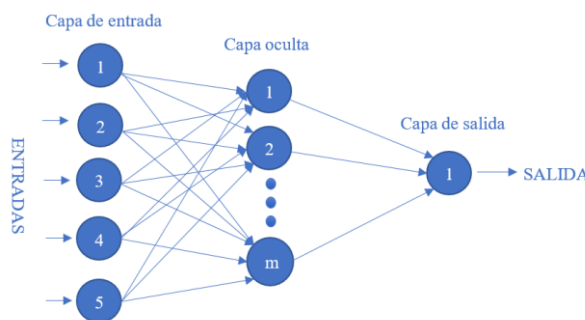 Capa de entrada
Capa oculta
Capa de salida
ENTRADAS
1
2
3
4
5
1
2
m
1
SALIDA